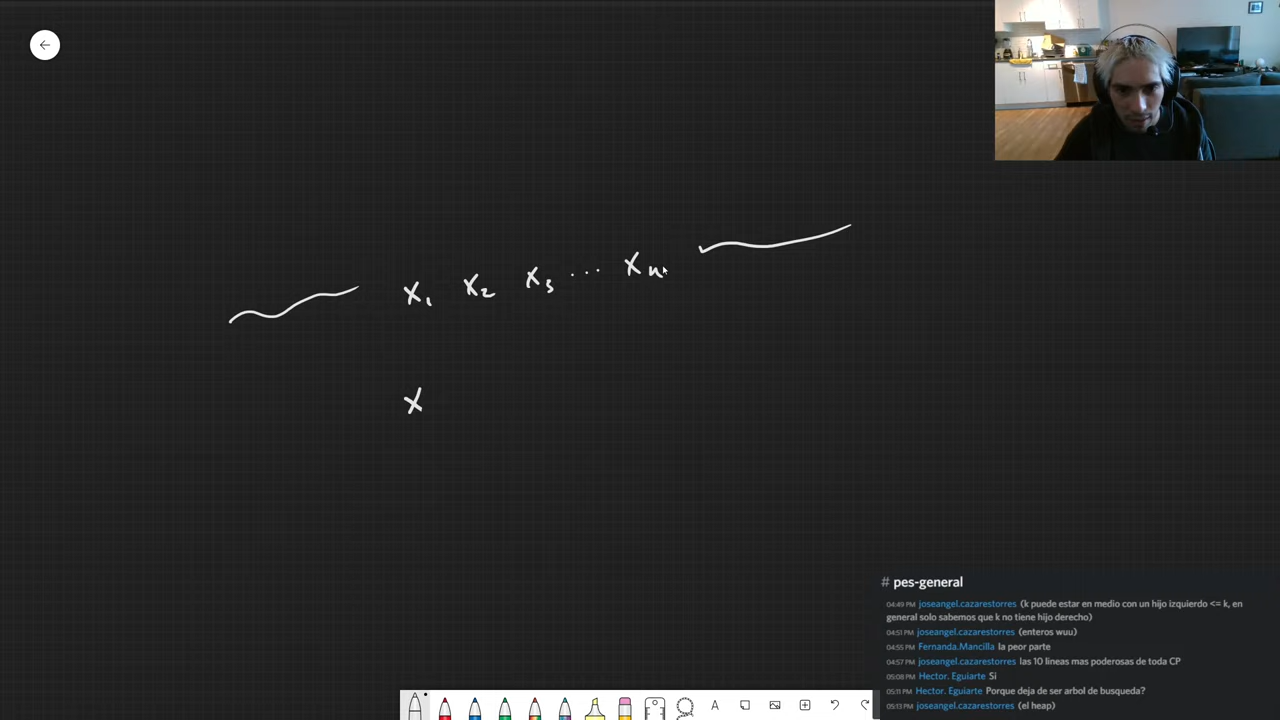 X₁ X₂ X₃ ... Xₙ
X
# pes-general
04:49 PM joseangel.cazarestorres (k puede estar en medio con un hijo izquierdo <= k, en
general solo sabemos que k no tiene hijo derecho)
04:51 PM joseangel.cazarestorres (enteros wuu)
04:55 PM Fernanda.Mancilla la peor parte
04:57 PM joseangel.cazarestorres las 10 lineas mas poderosas de toda CP
05:08 PM Hector. Eguiarte Si
05:11 PM Hector. Eguiarte Porque deja de ser arbol de busqueda?
05:13 PM joseangel.cazarestorres (el heap)
A